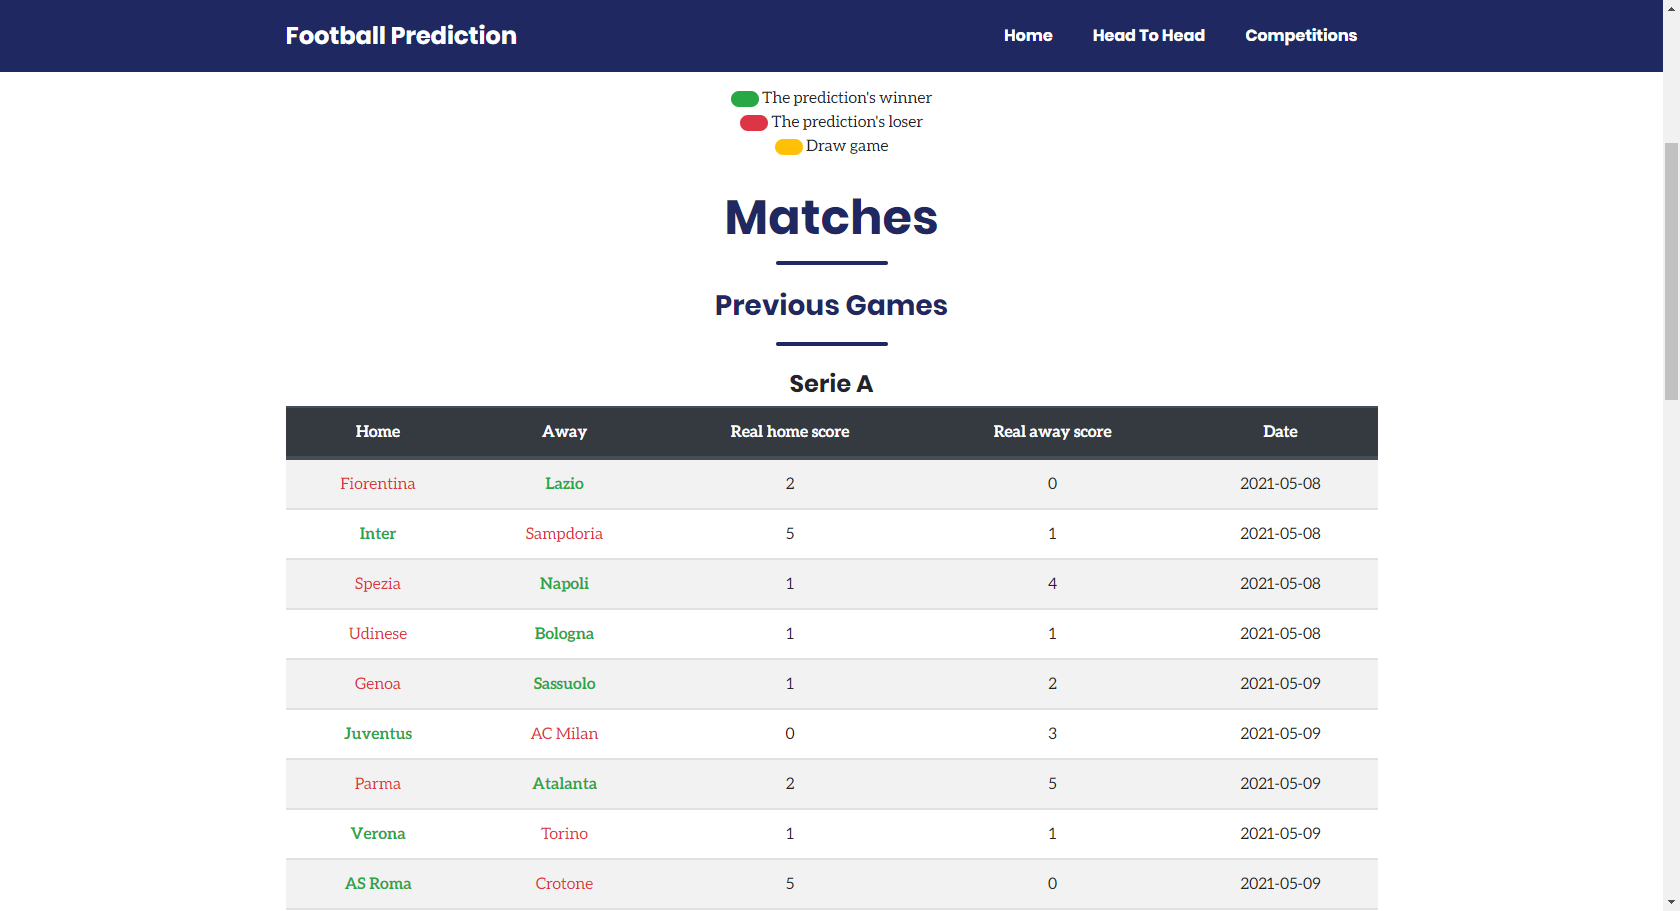 Football Prediction Home Head To Head Competitions
The prediction's winner
The prediction's loser
Draw game
Matches
Previous Games
Serie A
Home Away Real home score Real away score Date
Fiorentina Lazio 2 0 2021-05-08
Inter Sampdoria 5 1 2021-05-08
Spezia Napoli 1 4 2021-05-08
Udinese Bologna 1 1 2021-05-08
Genoa Sassuolo 1 2 2021-05-09
Juventus AC Milan 0 3 2021-05-09
Parma Atalanta 2 5 2021-05-09
Verona Torino 1 1 2021-05-09
AS Roma Crotone 5 0 2021-05-09